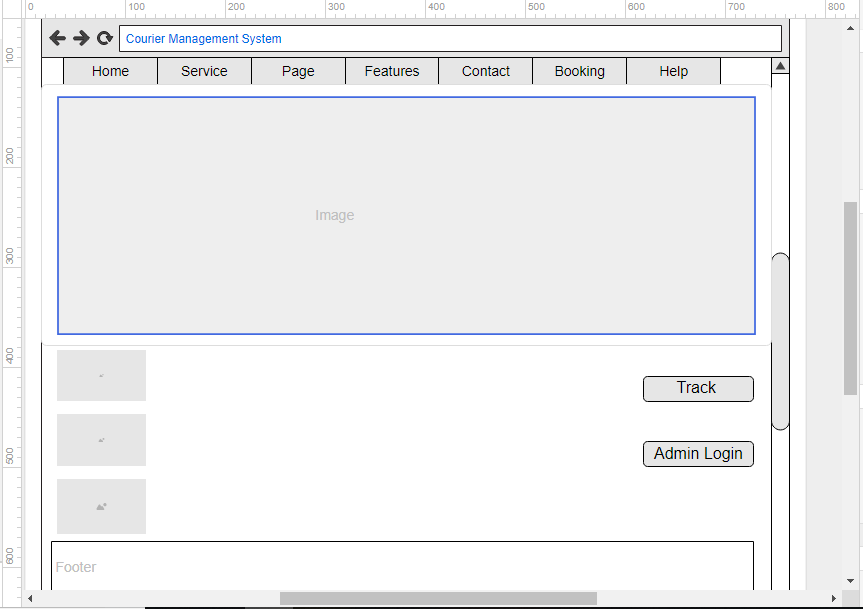 0 100 200 300 400 500 600 700 800
Courier Management System
Home Service Page Features Contact Booking Help
100
200
Image
300
400
Track
500
Admin Login
600
Footer